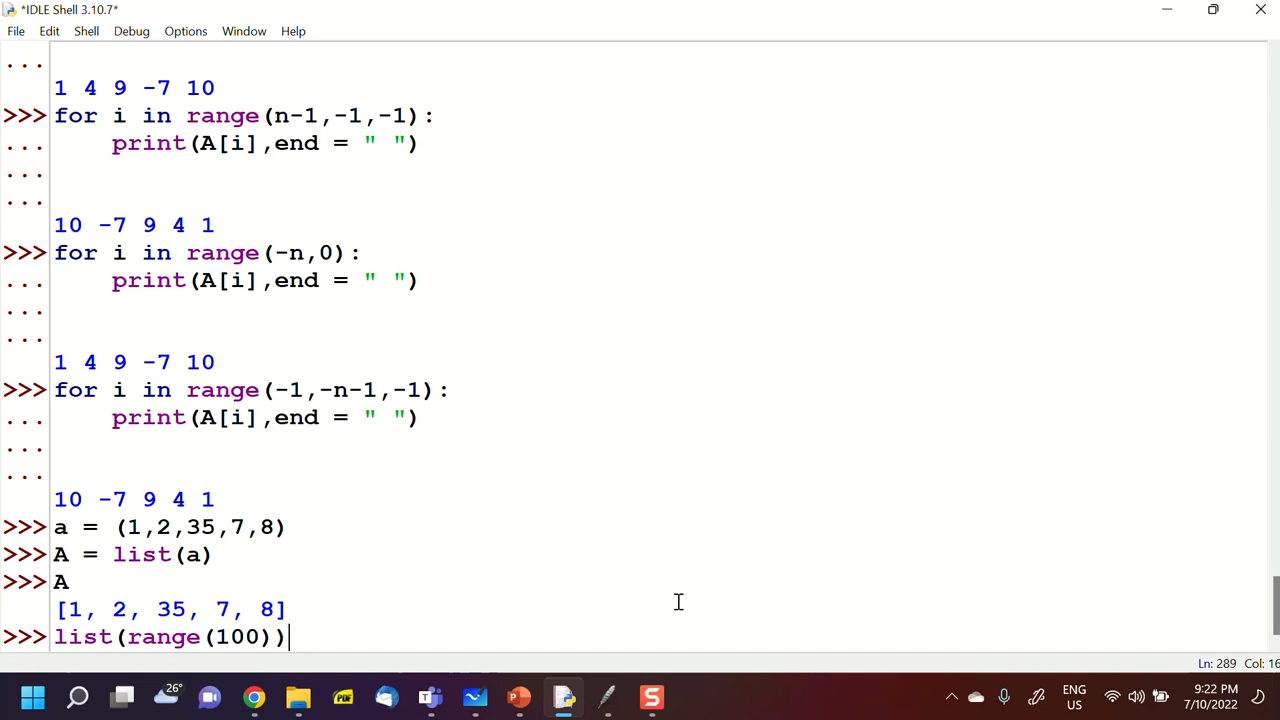 *IDLE Shell 3.10.7*
File Edit Shell Debug Options Window Help
...
1 4 9 -7 10
>>> for i in range(n-1,-1,-1):
... print(A[i],end = " ")
...
...
10 -7 9 4 1
>>> for i in range(-n,0):
... print(A[i],end = " ")
...
...
1 4 9 -7 10
>>> for i in range(-1,-n-1,-1):
... print(A[i],end = " ")
...
...
10 -7 9 4 1
>>> a = (1,2,35,7,8)
>>> A = list(a)
>>> A
[1, 2, 35, 7, 8]
>>> list(range(100))
Ln: 289 Col: 16
26°
PDF
ENG
US
9:22 PM
7/10/2022